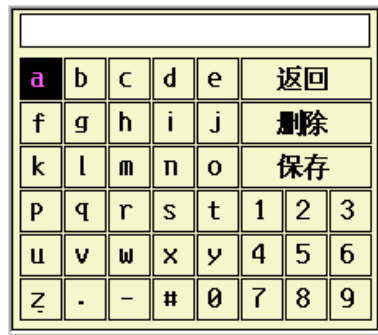 a b c d e 返回
f g h i j 删除
k l m n o 保存
p q r s t 1 2 3
u v w x y 4 5 6
z . - # 0 7 8 9